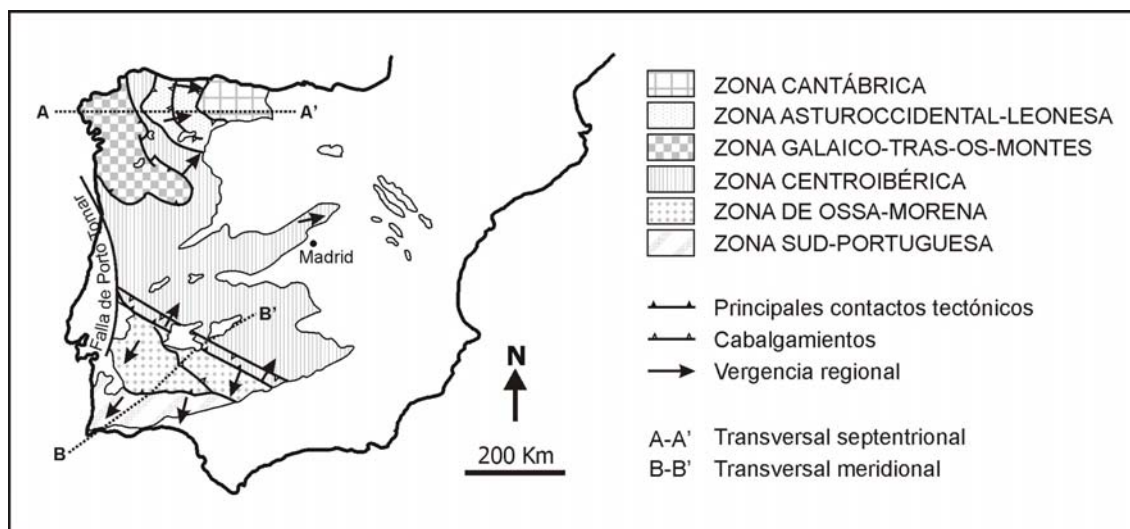 A
A'
Falla de Porto Tomar
Madrid
B'
B
N
200 Km
ZONA CANTÁBRICA
ZONA ASTUROCCIDENTAL-LEONESA
ZONA GALAICO-TRAS-OS-MONTES
ZONA CENTROIBÉRICA
ZONA DE OSSA-MORENA
ZONA SUD-PORTUGUESA
Principales contactos tectónicos
Cabalgamientos
Vergencia regional
A-A' Transversal septentrional
B-B' Transversal meridional